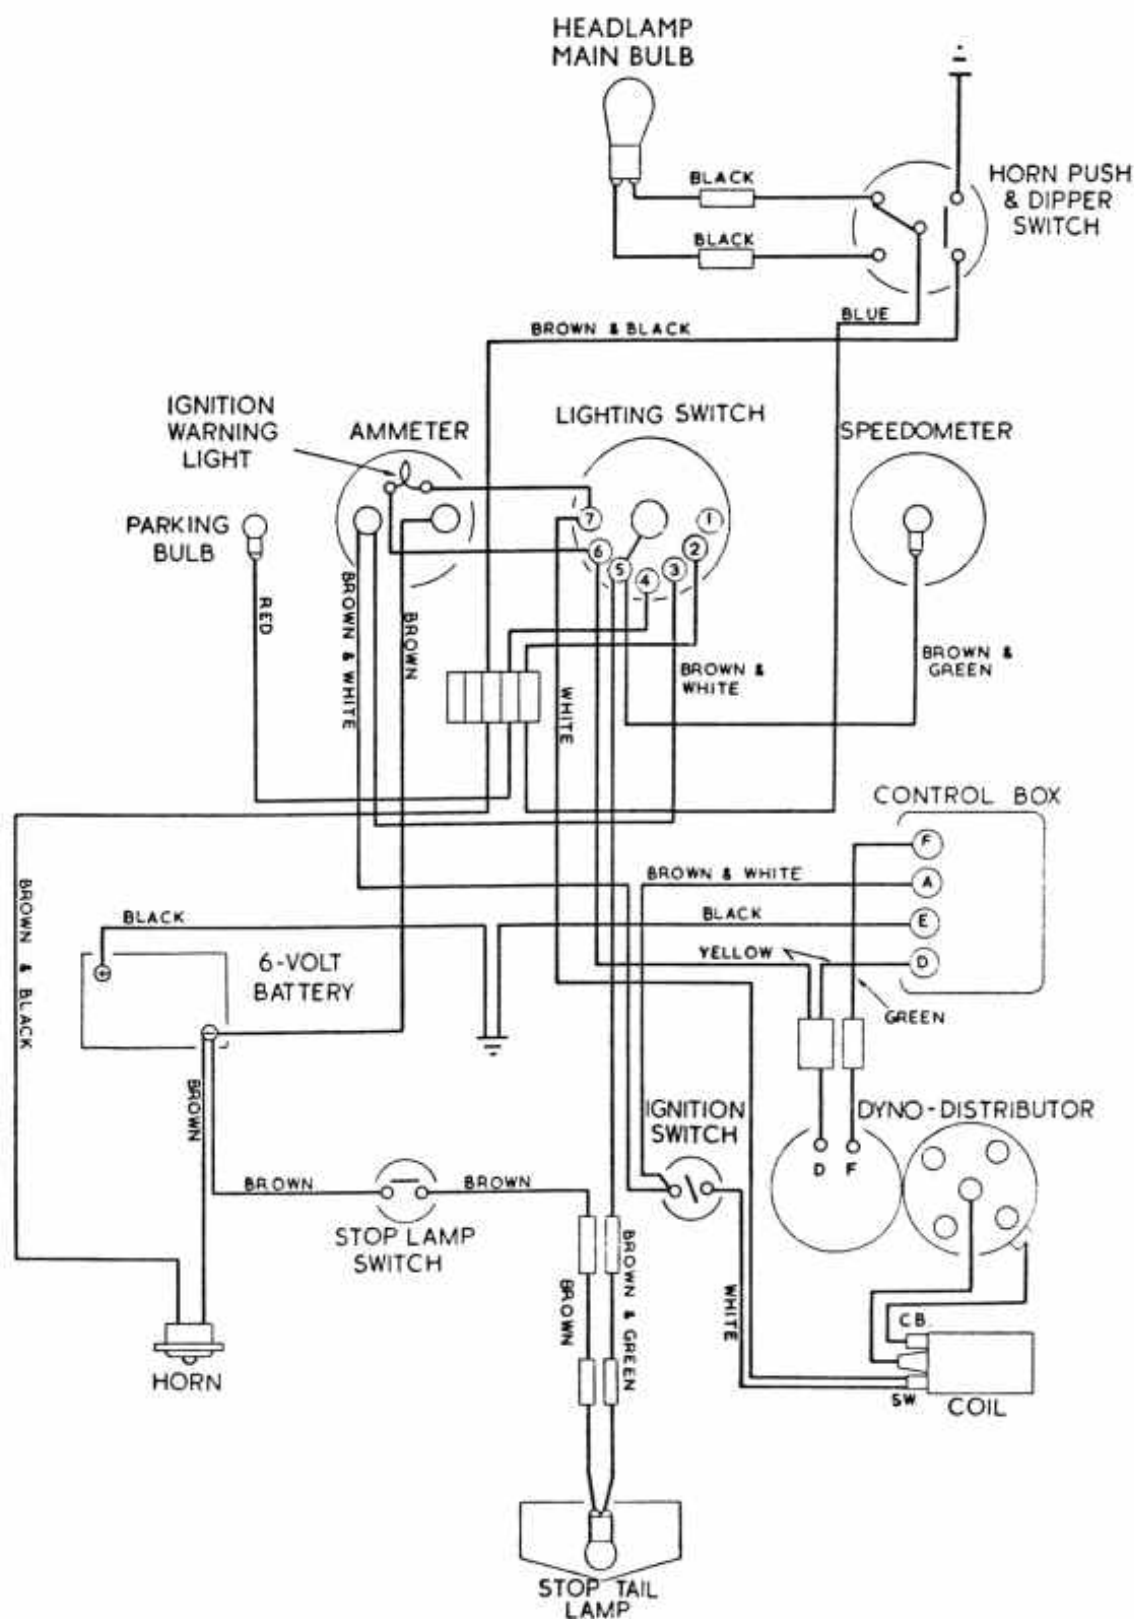 HEADLAMP
MAIN BULB
BLACK
BLACK
HORN PUSH
& DIPPER
SWITCH
BLUE
BROWN & BLACK
IGNITION
WARNING
LIGHT
AMMETER
LIGHTING SWITCH
SPEEDOMETER
PARKING
BULB
7
6
5
4
3
2
1
RED
BROWN & WHITE
BROWN
WHITE
BROWN &
WHITE
BROWN &
GREEN
CONTROL BOX
F
A
E
D
BROWN & WHITE
BLACK
YELLOW
GREEN
BLACK
6-VOLT
BATTERY
+
−
BROWN & BLACK
BROWN
IGNITION
SWITCH
DYNO-DISTRIBUTOR
D F
BROWN
BROWN
STOP LAMP
SWITCH
BROWN
BROWN & GREEN
WHITE
HORN
CB.
SW
COIL
STOP TAIL
LAMP